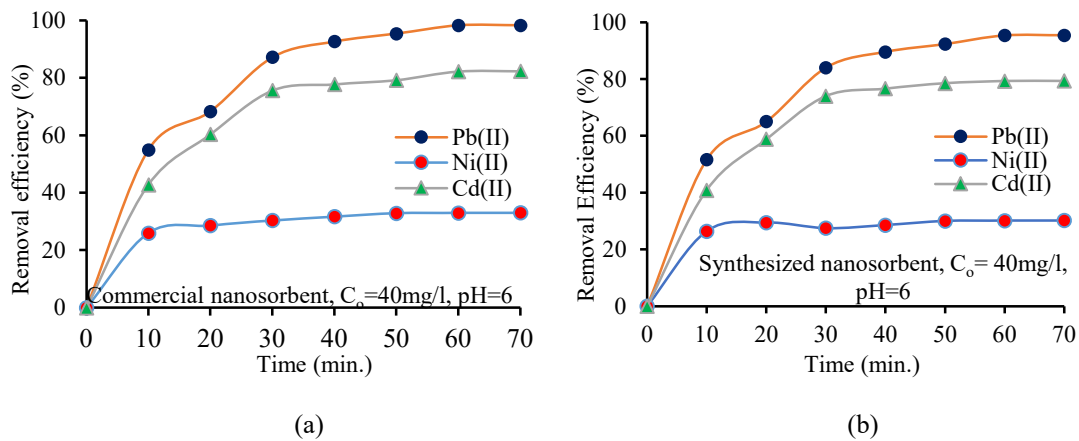 100
80
60
40
20
0
Removal efficiency (%)
Pb(II)
Ni(II)
Cd(II)
Commercial nanosorbent, Co=40mg/l, pH=6
0 10 20 30 40 50 60 70
Time (min.)
(a)
100
80
60
40
20
0
Removal Efficiency (%)
Pb(II)
Ni(II)
Cd(II)
Synthesized nanosorbent, Co= 40mg/l,
pH=6
0 10 20 30 40 50 60 70
Time (min.)
(b)